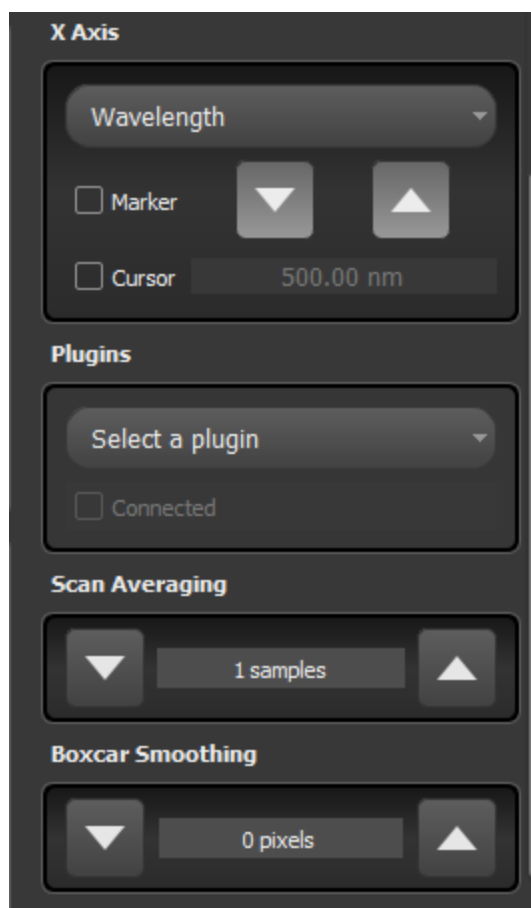 X Axis
Wavelength
Marker
Cursor 500.00 nm
Plugins
Select a plugin
Connected
Scan Averaging
1 samples
Boxcar Smoothing
0 pixels